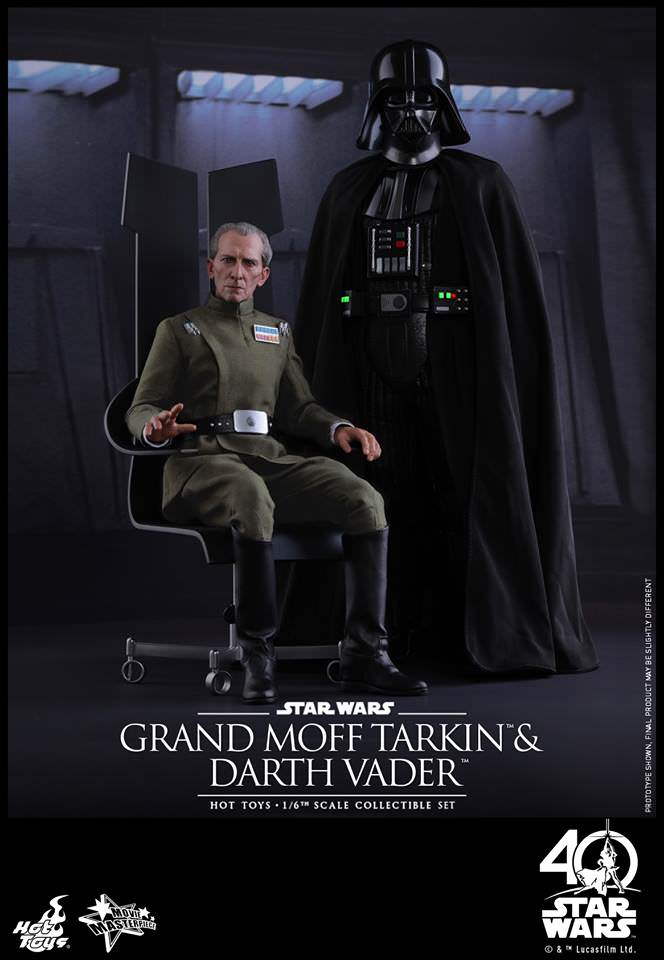 STAR WARS
GRAND MOFF TARKIN™ &
DARTH VADER™
HOT TOYS • 1/6TH SCALE COLLECTIBLE SET
PROTOTYPE SHOWN, FINAL PRODUCT MAY BE SLIGHTLY DIFFERENT
Hot Toys
MOVIE
MASTERPIECE
40
STAR
WARS
© & ™ Lucasfilm Ltd.